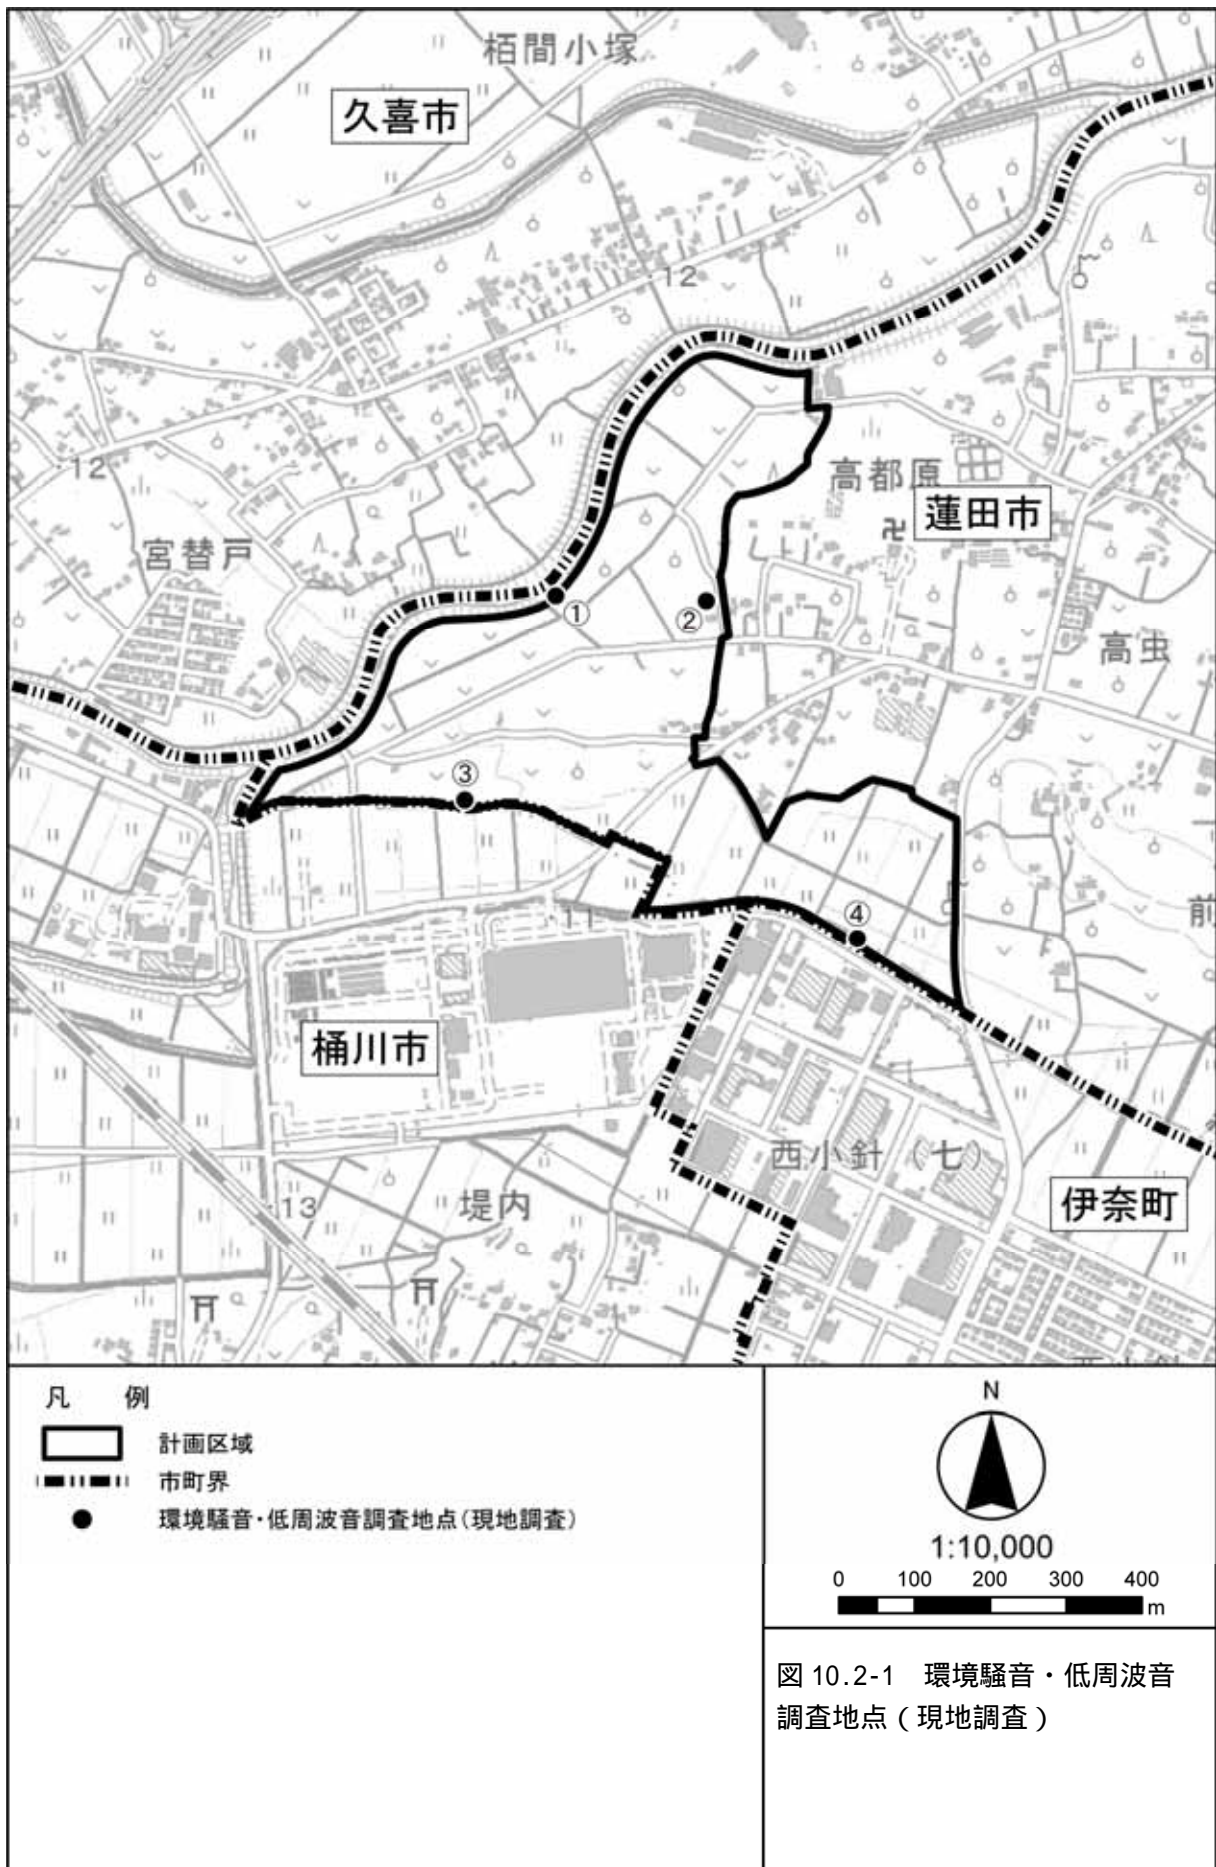 栢間小塚
久喜市
12
12
高都原
蓮田市
宮替戸
①
②
高虫
③
前
④
11
桶川市
西小針（七）
13
堤内
伊奈町
凡　例
計画区域
市町界
環境騒音・低周波音調査地点（現地調査）
N
1:10,000
0 100 200 300 400
m
図 10.2-1　環境騒音・低周波音
調査地点（現地調査）